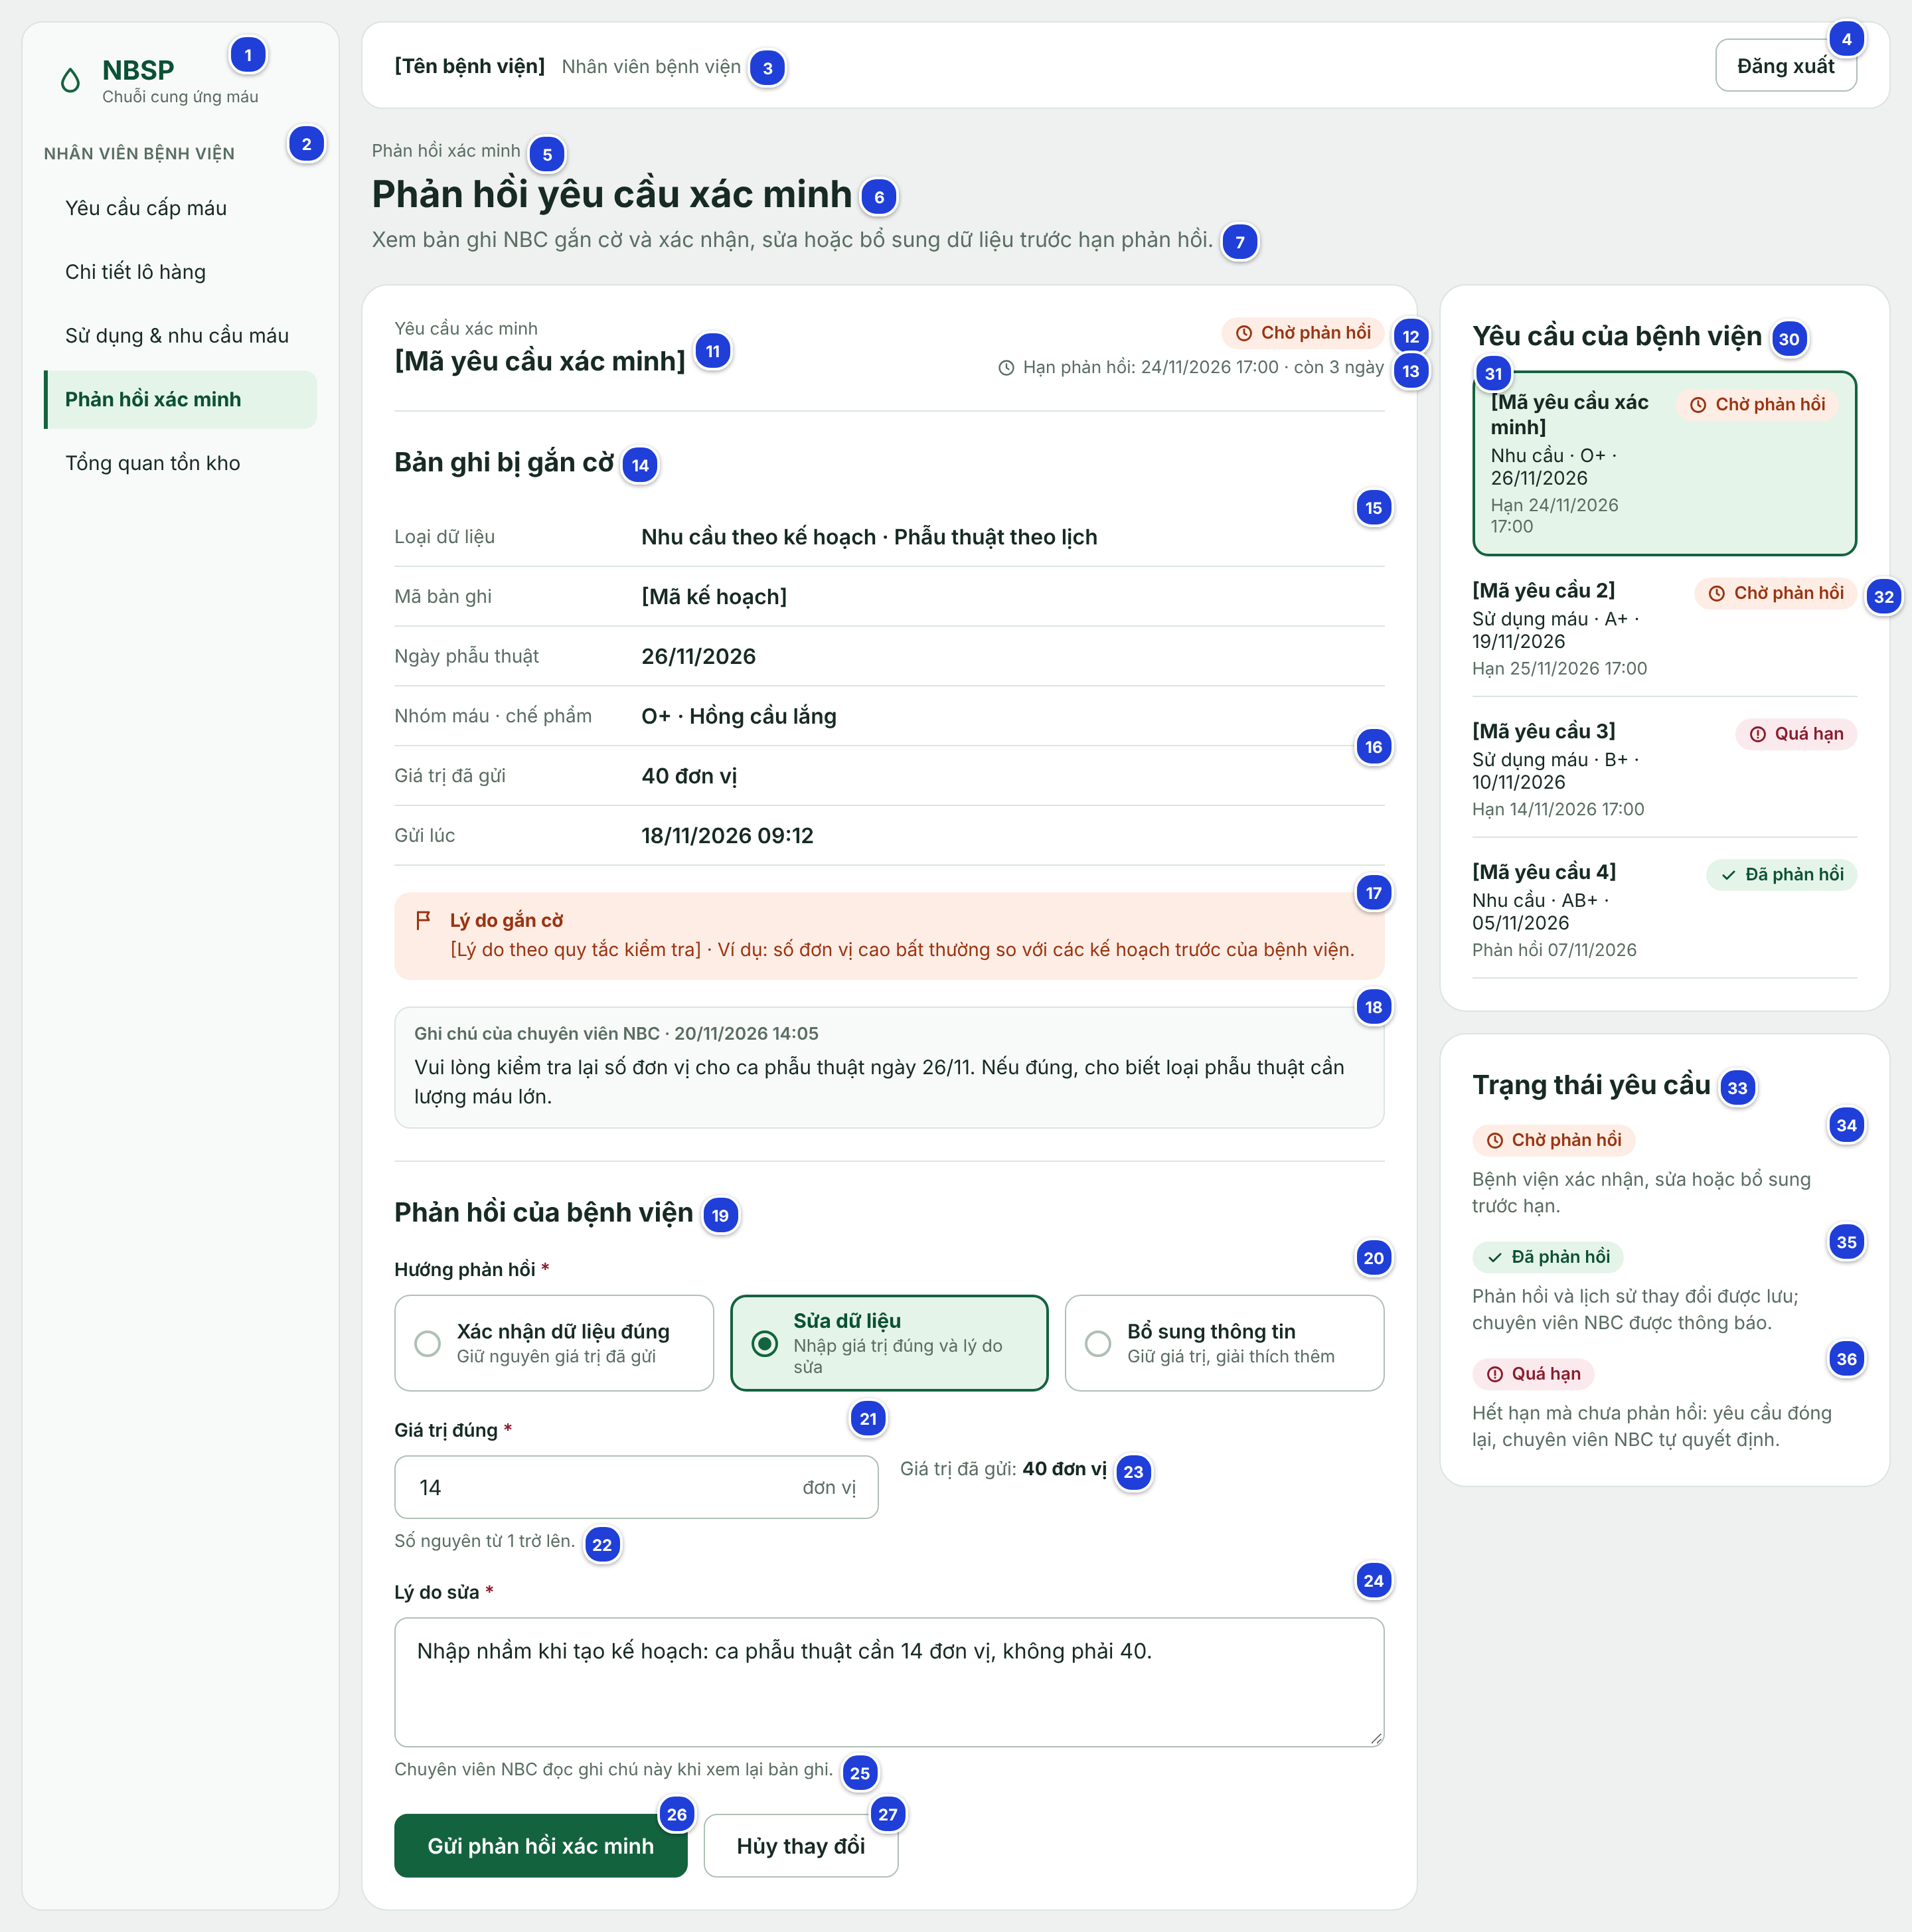 NBSP
1
Chuỗi cung ứng máu
NHÂN VIÊN BỆNH VIỆN
2
Yêu cầu cấp máu
Chi tiết lô hàng
Sử dụng & nhu cầu máu
Phản hồi xác minh
Tổng quan tồn kho
[Tên bệnh viện] Nhân viên bệnh viện
3
Đăng xuất
4
Phản hồi xác minh
5
Phản hồi yêu cầu xác minh
6
Xem bản ghi NBC gắn cờ và xác nhận, sửa hoặc bổ sung dữ liệu trước hạn phản hồi.
7
Yêu cầu xác minh
[Mã yêu cầu xác minh]
11
Chờ phản hồi
12
Hạn phản hồi: 24/11/2026 17:00 · còn 3 ngày
13
Bản ghi bị gắn cờ
14
15
Loại dữ liệu Nhu cầu theo kế hoạch · Phẫu thuật theo lịch
Mã bản ghi [Mã kế hoạch]
Ngày phẫu thuật 26/11/2026
Nhóm máu · chế phẩm O+ · Hồng cầu lắng
16
Giá trị đã gửi 40 đơn vị
Gửi lúc 18/11/2026 09:12
17
Lý do gắn cờ
[Lý do theo quy tắc kiểm tra] · Ví dụ: số đơn vị cao bất thường so với các kế hoạch trước của bệnh viện.
18
Ghi chú của chuyên viên NBC · 20/11/2026 14:05
Vui lòng kiểm tra lại số đơn vị cho ca phẫu thuật ngày 26/11. Nếu đúng, cho biết loại phẫu thuật cần
lượng máu lớn.
Phản hồi của bệnh viện
19
Hướng phản hồi *
20
Xác nhận dữ liệu đúng
Giữ nguyên giá trị đã gửi
Sửa dữ liệu
Nhập giá trị đúng và lý do
sửa
Bổ sung thông tin
Giữ giá trị, giải thích thêm
Giá trị đúng *
21
14 đơn vị
Giá trị đã gửi: 40 đơn vị
23
Số nguyên từ 1 trở lên.
22
Lý do sửa *
24
Nhập nhầm khi tạo kế hoạch: ca phẫu thuật cần 14 đơn vị, không phải 40.
Chuyên viên NBC đọc ghi chú này khi xem lại bản ghi.
25
Gửi phản hồi xác minh
26
Hủy thay đổi
27
Yêu cầu của bệnh viện
30
31
[Mã yêu cầu xác
minh]
Chờ phản hồi
Nhu cầu · O+ ·
26/11/2026
Hạn 24/11/2026
17:00
[Mã yêu cầu 2]
Chờ phản hồi
32
Sử dụng máu · A+ ·
19/11/2026
Hạn 25/11/2026 17:00
[Mã yêu cầu 3]
Quá hạn
Sử dụng máu · B+ ·
10/11/2026
Hạn 14/11/2026 17:00
[Mã yêu cầu 4]
Đã phản hồi
Nhu cầu · AB+ ·
05/11/2026
Phản hồi 07/11/2026
Trạng thái yêu cầu
33
34
Chờ phản hồi
Bệnh viện xác nhận, sửa hoặc bổ sung
trước hạn.
35
Đã phản hồi
Phản hồi và lịch sử thay đổi được lưu;
chuyên viên NBC được thông báo.
36
Quá hạn
Hết hạn mà chưa phản hồi: yêu cầu đóng
lại, chuyên viên NBC tự quyết định.